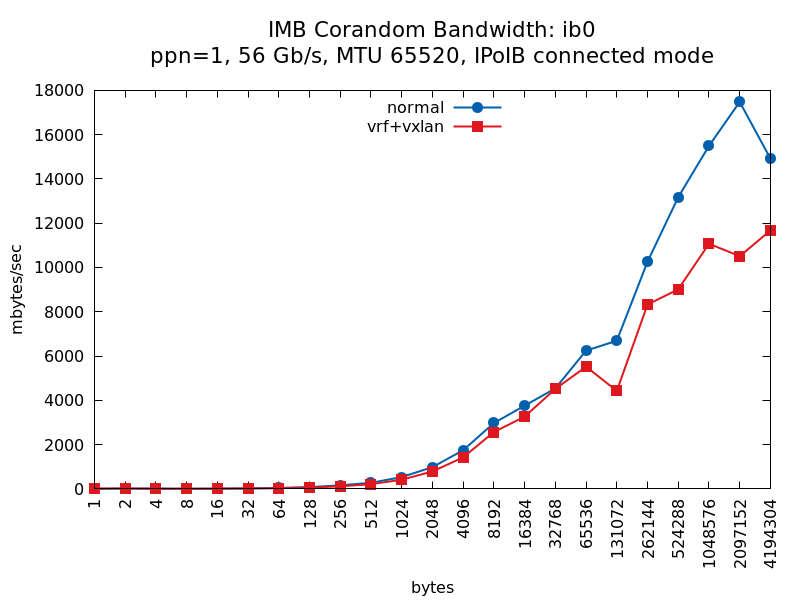 IMB Corandom Bandwidth: ib0
ppn=1, 56 Gb/s, MTU 65520, IPoIB connected mode
normal
vrf+vxlan
18000
16000
14000
12000
10000
8000
6000
4000
2000
0
mbytes/sec
1 2 4 8 16 32 64 128 256 512 1024 2048 4096 8192 16384 32768 65536 131072 262144 524288 1048576 2097152 4194304
bytes